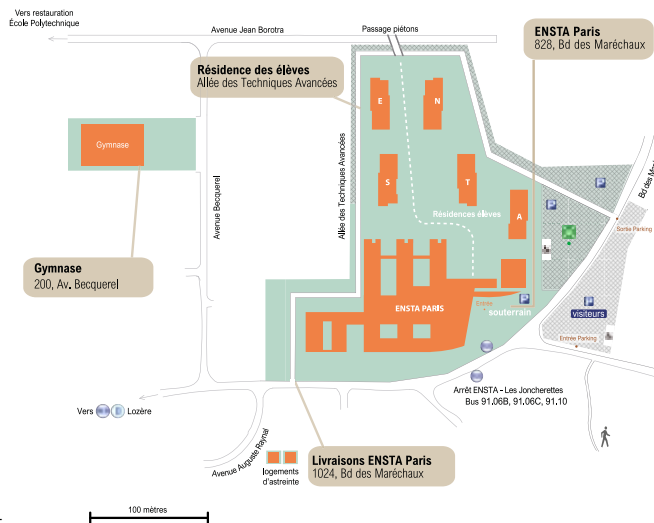 Vers restauration
École Polytechnique
Avenue Jean Borotra
Passage piétons
ENSTA Paris
828, Bd des Maréchaux
Résidence des élèves
Allée des Techniques Avancées
E
N
Gymnase
S
T
A
P
P
Bd des
Avenue Becquerel
Allée des Techniques Avancées
Résidences élèves
Sortie Parking
Gymnase
200, Av. Becquerel
ENSTA PARIS
Entrée
P
souterrain
P
visiteurs
Entrée Parking
Arrêt ENSTA - Les Joncherettes
Bus 91.06B, 91.06C, 91.10
Vers
Lozère
Avenue Auguste Raynal
logements
d'astreinte
Livraisons ENSTA Paris
1024, Bd des Maréchaux
100 mètres